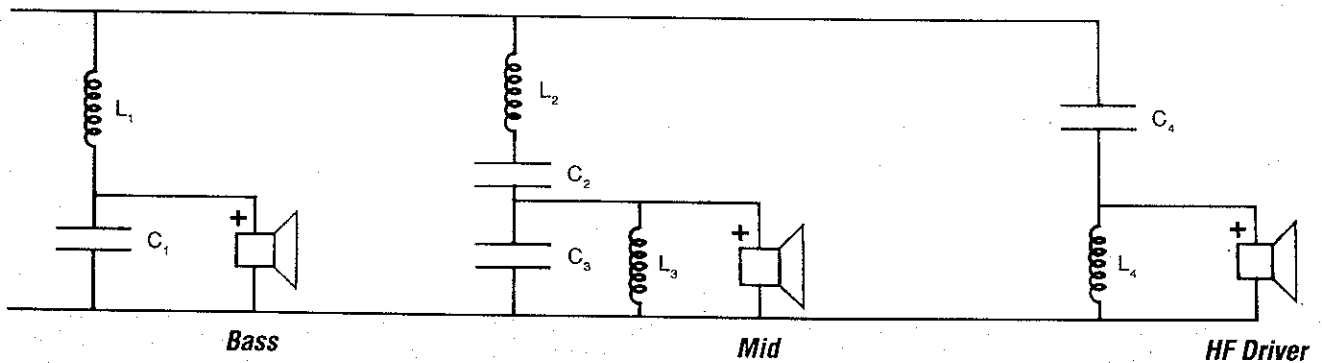 L₁
C₁
+
Bass
L₂
C₂
C₃
L₃
+
Mid
C₄
L₄
+
HF Driver